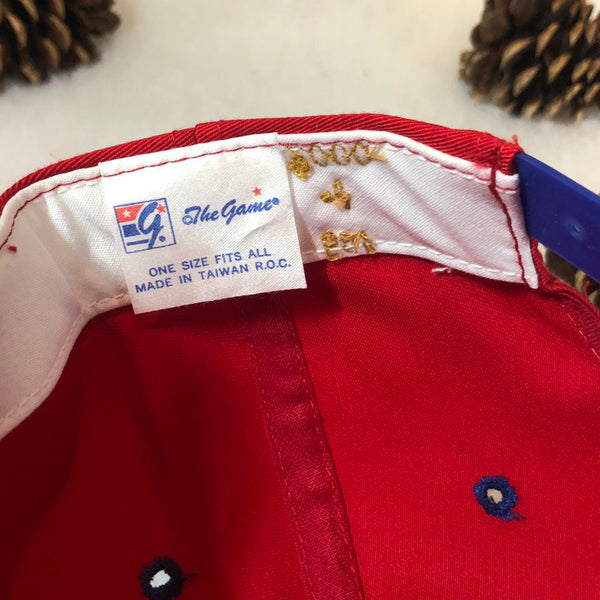 G
The Game
ONE SIZE FITS ALL
MADE IN TAIWAN R.O.C.